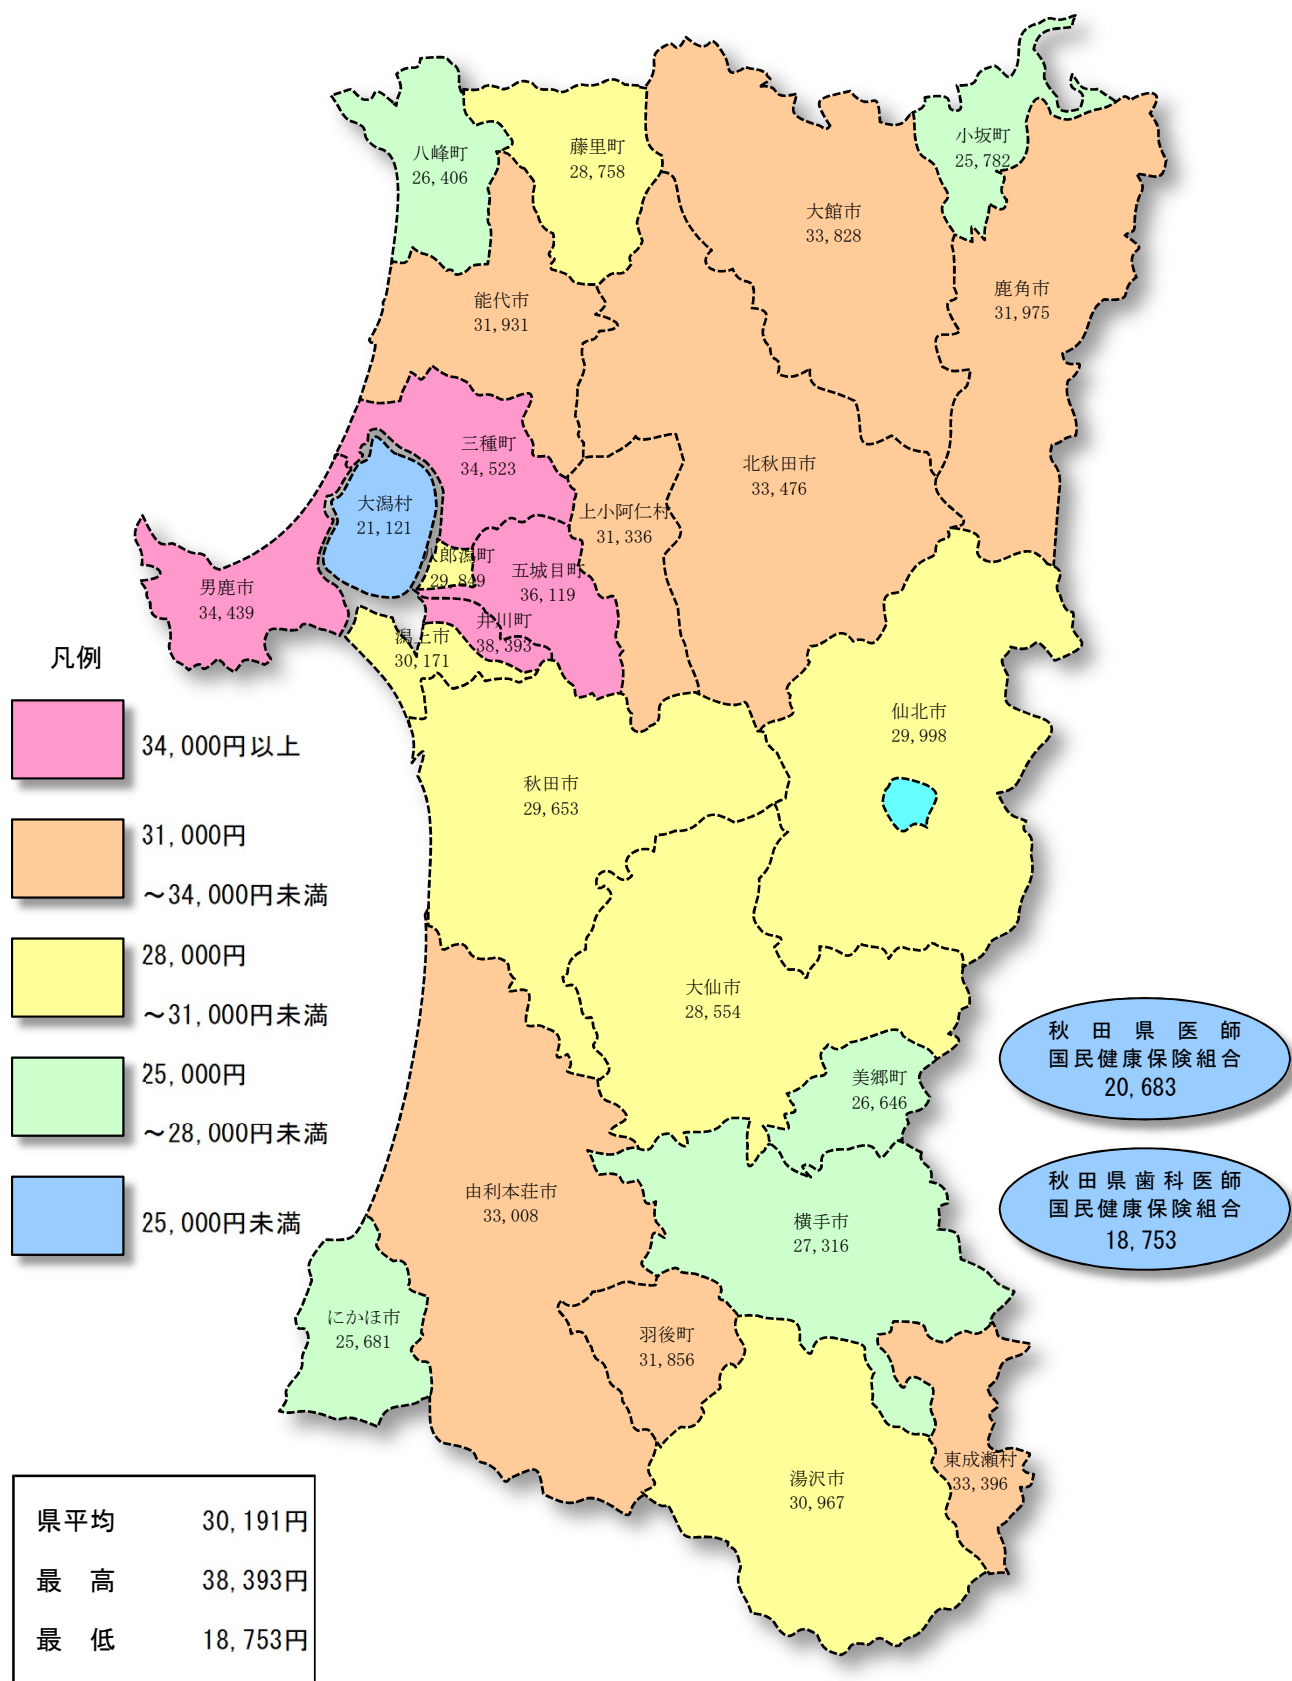 八峰町
26,406
藤里町
28,758
小坂町
25,782
大館市
33,828
鹿角市
31,975
能代市
31,931
三種町
34,523
北秋田市
33,476
大潟村
21,121
上小阿仁村
31,336
八郎潟町
29,849
五城目町
36,119
男鹿市
34,439
井川町
38,393
潟上市
30,171
仙北市
29,998
秋田市
29,653
大仙市
28,554
美郷町
26,646
由利本荘市
33,008
横手市
27,316
にかほ市
25,681
羽後町
31,856
東成瀬村
33,396
湯沢市
30,967
凡例
34,000円以上
31,000円
～34,000円未満
28,000円
～31,000円未満
25,000円
～28,000円未満
25,000円未満
秋田県医師
国民健康保険組合
20,683
秋田県歯科医師
国民健康保険組合
18,753
県平均 30,191円
最 高 38,393円
最 低 18,753円